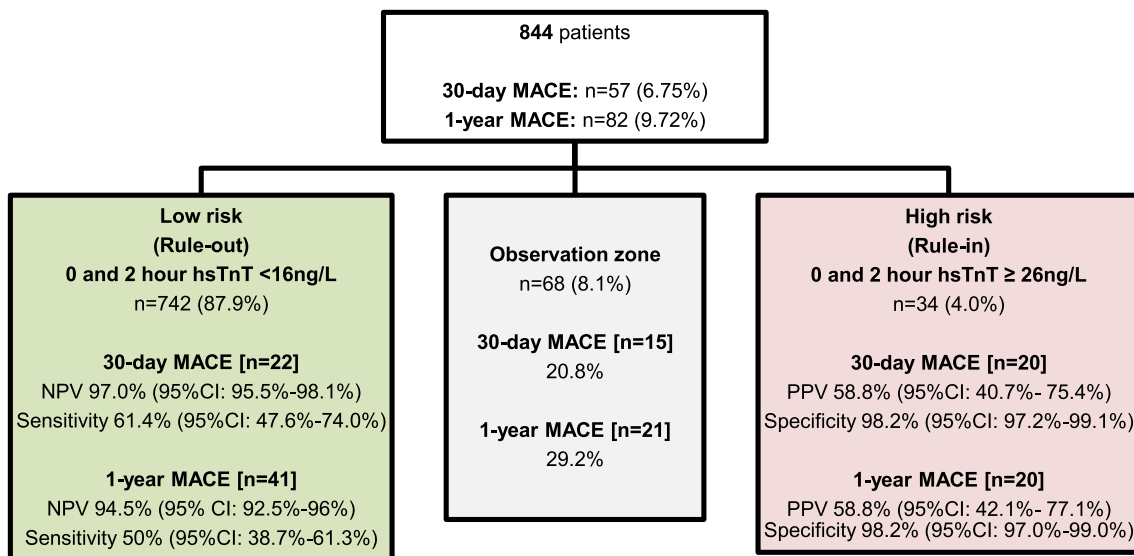 844 patients
30-day MACE: n=57 (6.75%)
1-year MACE: n=82 (9.72%)
Low risk
(Rule-out)
0 and 2 hour hsTnT <16ng/L
n=742 (87.9%)
30-day MACE [n=22]
NPV 97.0% (95%CI: 95.5%-98.1%)
Sensitivity 61.4% (95%CI: 47.6%-74.0%)
1-year MACE [n=41]
NPV 94.5% (95% CI: 92.5%-96%)
Sensitivity 50% (95%CI: 38.7%-61.3%)
Observation zone
n=68 (8.1%)
30-day MACE [n=15]
20.8%
1-year MACE [n=21]
29.2%
High risk
(Rule-in)
0 and 2 hour hsTnT ≥ 26ng/L
n=34 (4.0%)
30-day MACE [n=20]
PPV 58.8% (95%CI: 40.7%- 75.4%)
Specificity 98.2% (95%CI: 97.2%-99.1%)
1-year MACE [n=20]
PPV 58.8% (95%CI: 42.1%- 77.1%)
Specificity 98.2% (95%CI: 97.0%-99.0%)